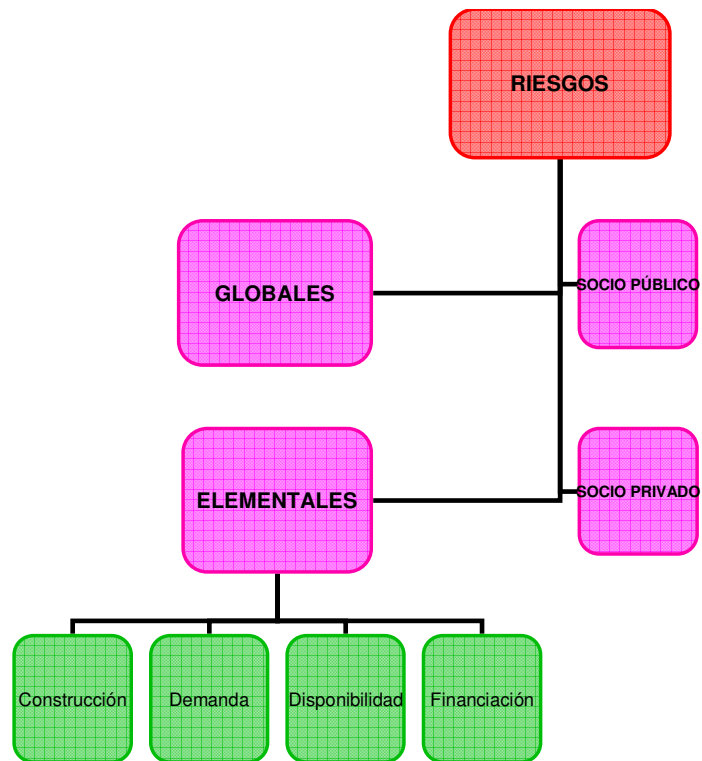 RIESGOS
GLOBALES
SOCIO PÚBLICO
ELEMENTALES
SOCIO PRIVADO
Construcción
Demanda
Disponibilidad
Financiación